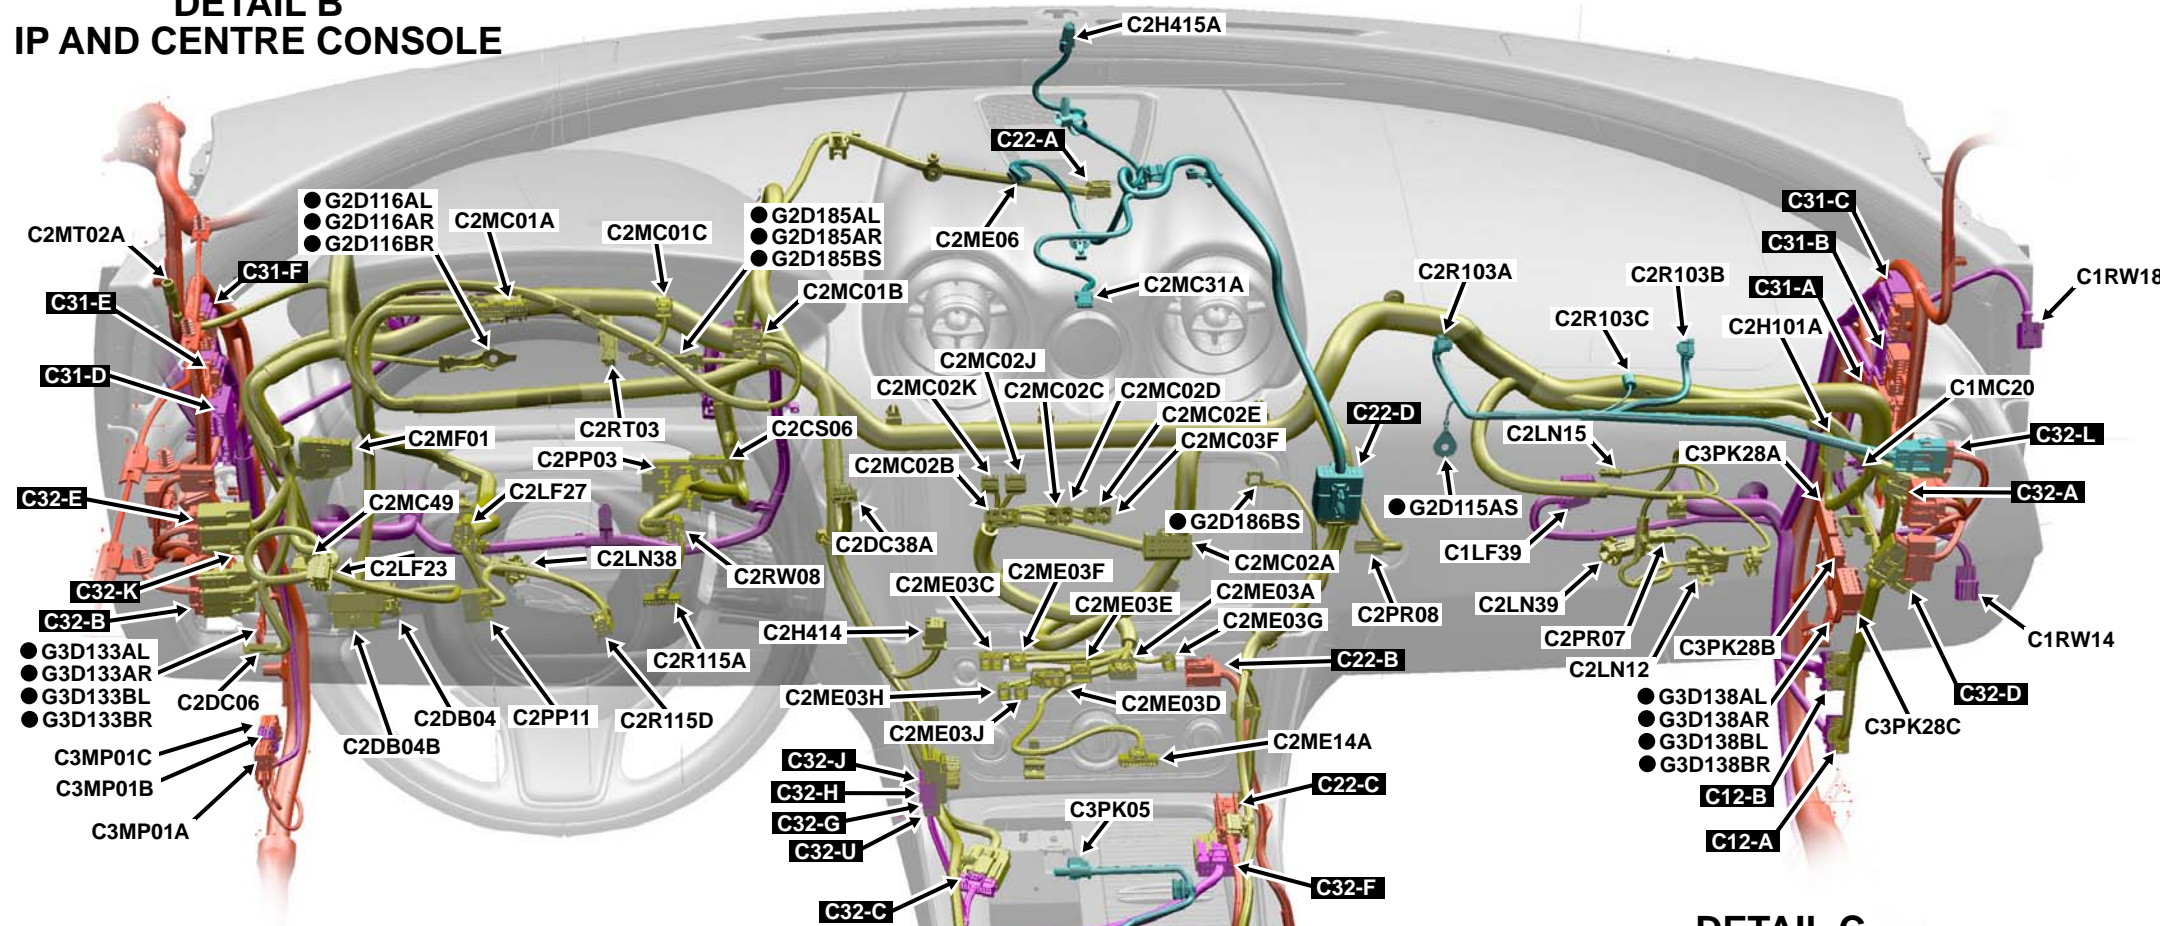 DETAIL B
IP AND CENTRE CONSOLE
C2H415A
C22-A
C2ME06
C2MC31A
● G2D116AL
● G2D116AR
● G2D116BR
C2MC01A
C2MC01C
● G2D185AL
● G2D185AR
● G2D185BS
C2MC01B
C2MT02A
C31-F
C31-E
C31-D
C2RT03
C2MF01
C2PP03
C2CS06
C2MC02J
C2MC02K
C2MC02C
C2MC02D
C2MC02E
C2MC03F
C2MC02B
C22-D
C2R103A
C2R103B
C2R103C
C31-C
C31-B
C31-A
C2H101A
C1RW18
C1MC20
C2LN15
C3PK28A
C32-L
C32-A
C32-E
C2MC49
C2LF27
C2DC38A
● G2D186BS
● G2D115AS
C1LF39
C2LF23
C2LN38
C2RW08
C2MC02A
C32-K
C32-B
C2ME03C
C2ME03F
C2ME03E
C2ME03A
C2ME03G
C2PR08
C2LN39
C2PR07
C2LN12
C3PK28B
C1RW14
C2H414
C22-B
● G3D133AL
● G3D133AR
● G3D133BL
● G3D133BR
C2DC06
C2R115A
C2DB04
C2PP11
C2R115D
C2DB04B
C2ME03H
C2ME03J
C2ME03D
C2ME14A
● G3D138AL
● G3D138AR
● G3D138BL
● G3D138BR
C32-D
C3PK28C
C3MP01C
C3MP01B
C3MP01A
C32-J
C32-H
C32-G
C32-U
C32-C
C22-C
C3PK05
C32-F
C12-B
C12-A
DETAIL C